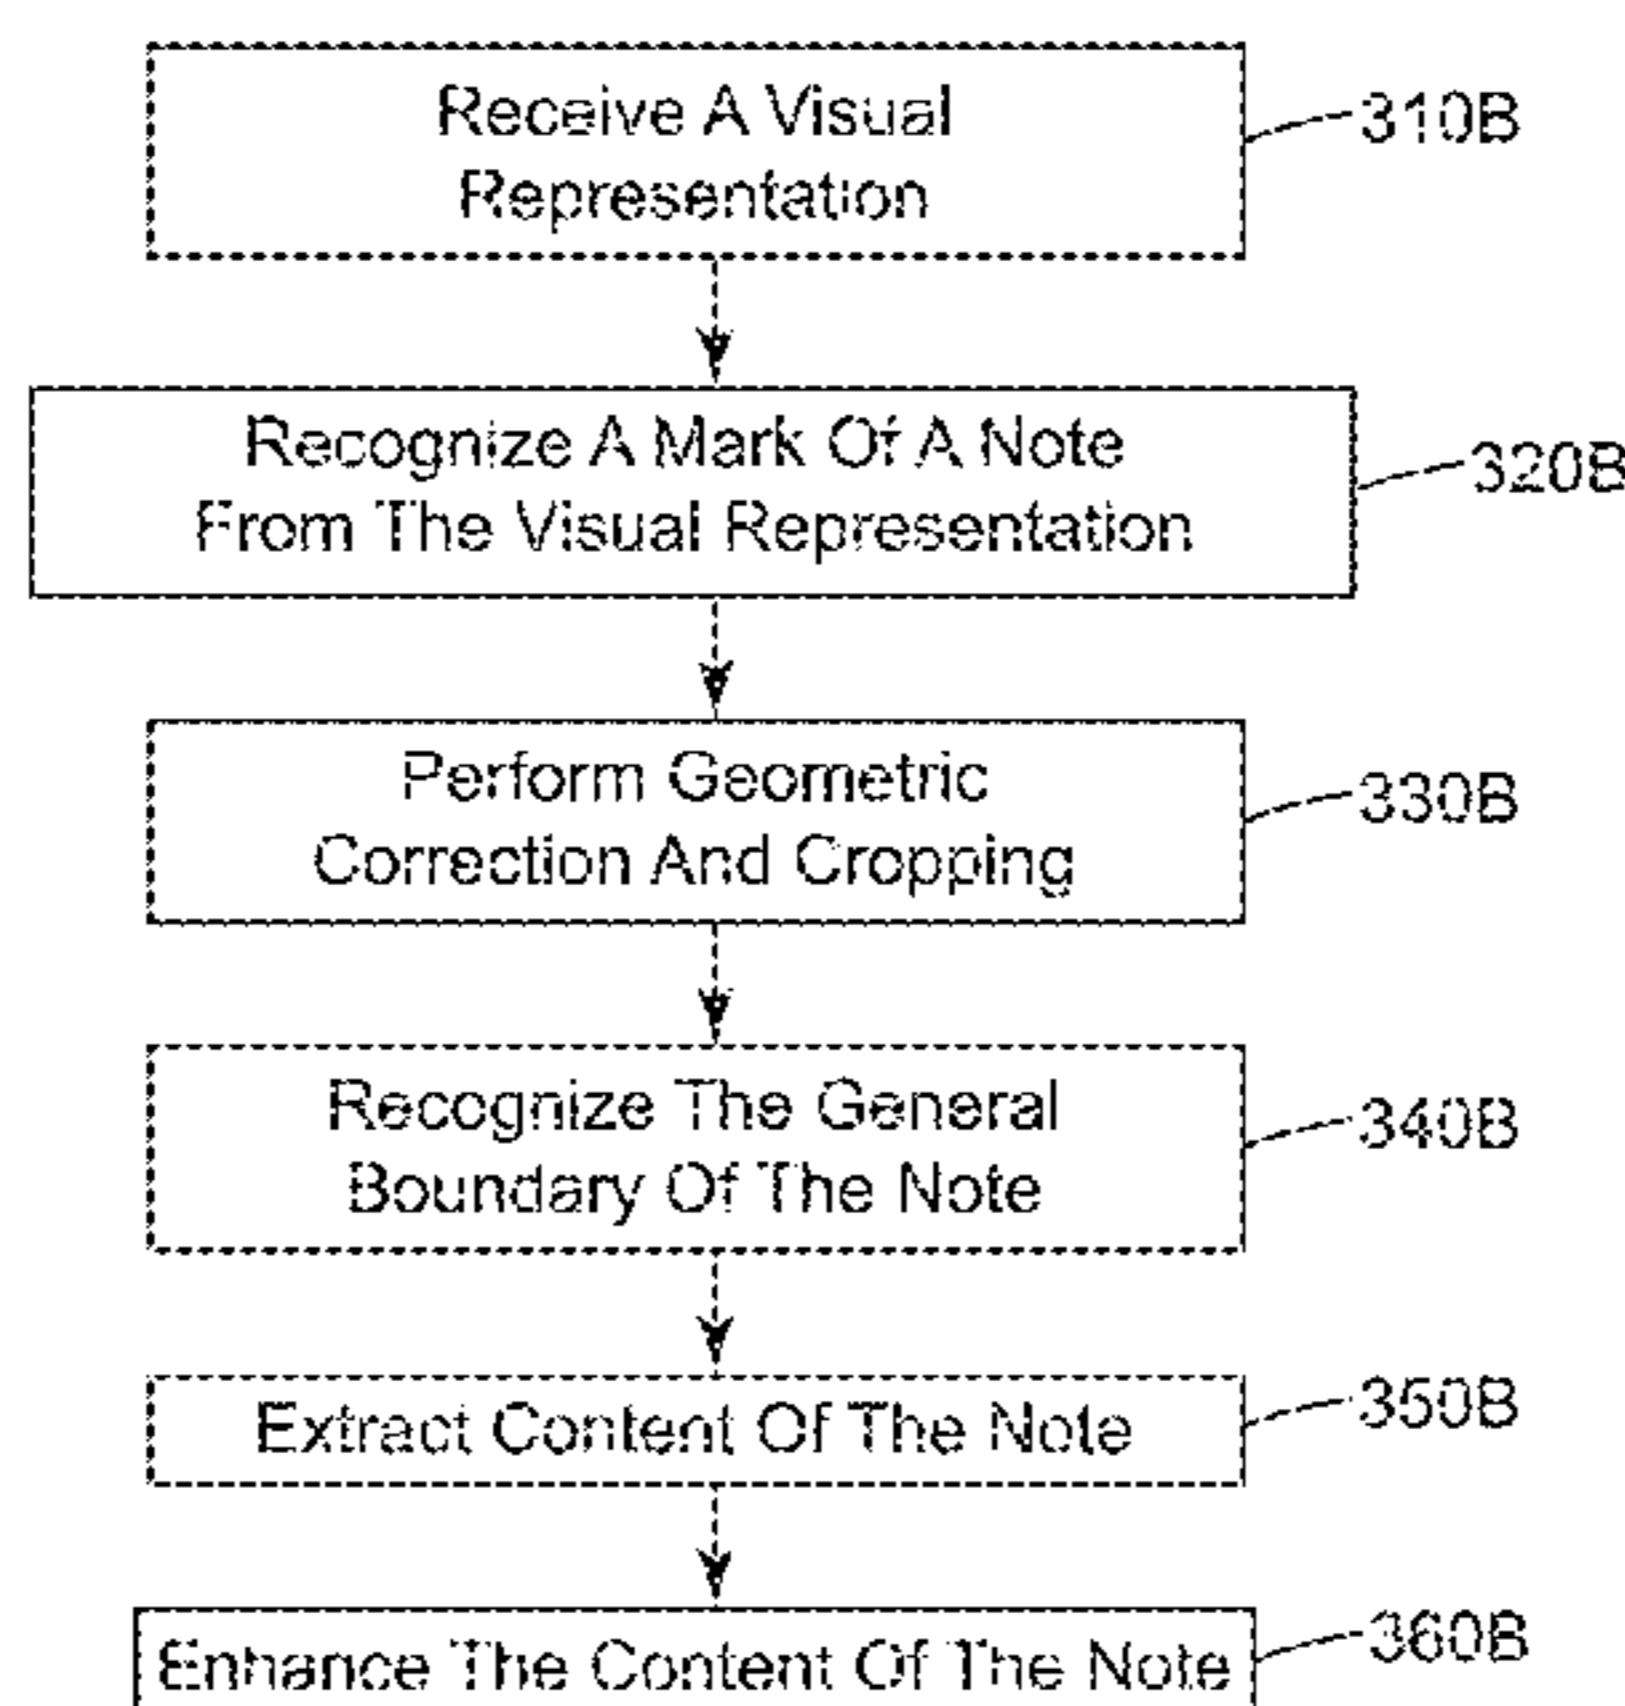 Receive A Visual
Representation
310B
Recognize A Mark Of A Note
From The Visual Representation
320B
Perform Geometric
Correction And Cropping
330B
Recognize The General
Boundary Of The Note
340B
Extract Content Of The Note
350B
Enhance The Content Of The Note
360B